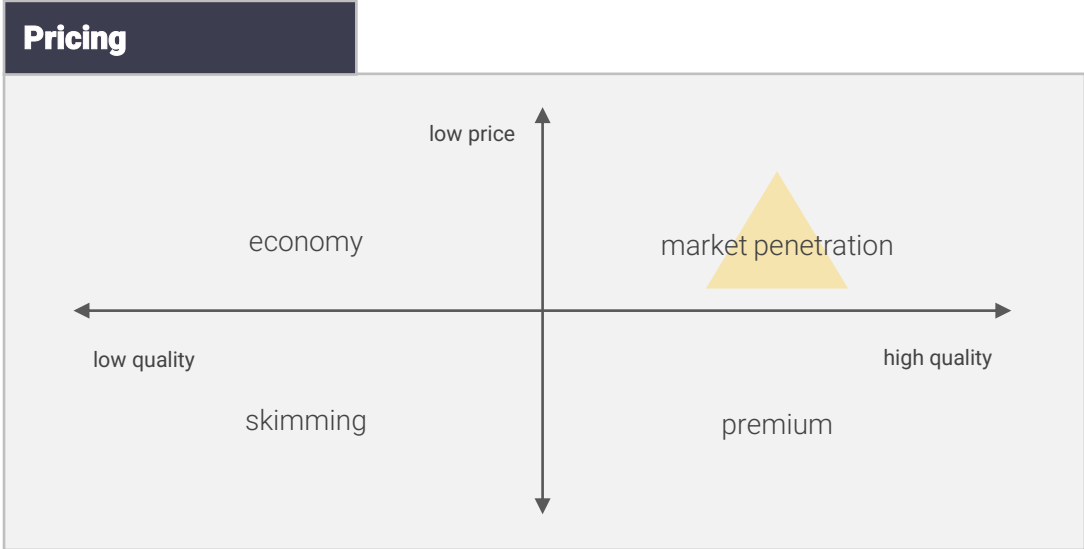 Pricing
low price
economy
market penetration
low quality
high quality
skimming
premium